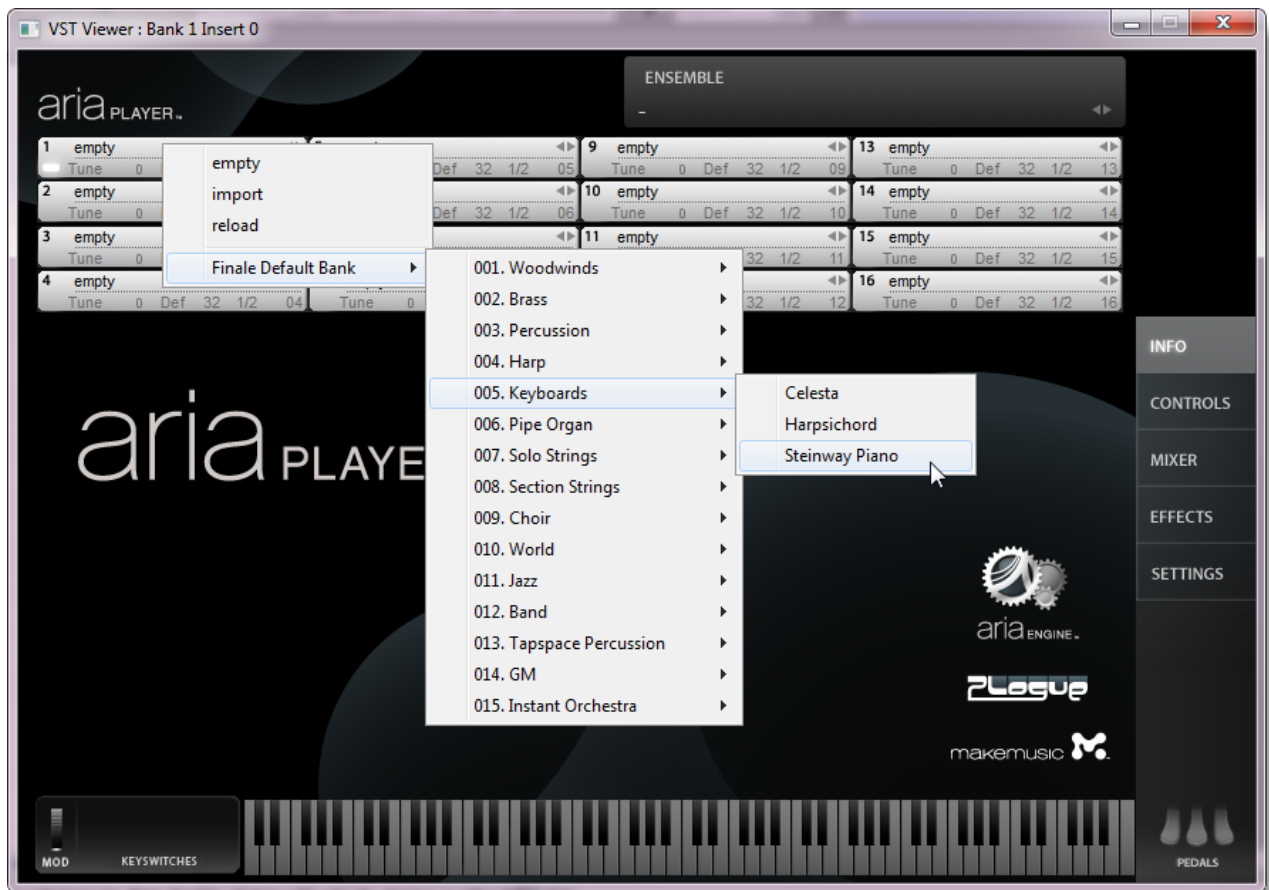 VST Viewer : Bank 1 Insert 0
ENSEMBLE
-
aria PLAYER™
1 empty
Tune 0
9 empty
13 empty
Def 32 1/2 05
Tune 0 Def 32 1/2 09
Tune 0 Def 32 1/2 13
2 empty
10 empty
14 empty
Tune 0
Def 32 1/2 06
Tune 0 Def 32 1/2 10
Tune 0 Def 32 1/2 14
3 empty
11 empty
15 empty
Tune 0
32 1/2 11
Tune 0 Def 32 1/2 15
4 empty
16 empty
Tune 0 Def 32 1/2 04
Tune 0
32 1/2 12
Tune 0 Def 32 1/2 16
empty
import
reload
Finale Default Bank
001. Woodwinds
002. Brass
003. Percussion
004. Harp
005. Keyboards
006. Pipe Organ
007. Solo Strings
008. Section Strings
009. Choir
010. World
011. Jazz
012. Band
013. Tapspace Percussion
014. GM
015. Instant Orchestra
Celesta
Harpsichord
Steinway Piano
INFO
CONTROLS
MIXER
EFFECTS
SETTINGS
aria PLAYE
aria ENGINE™
Plogue
makemusic
MOD
KEYSWITCHES
PEDALS